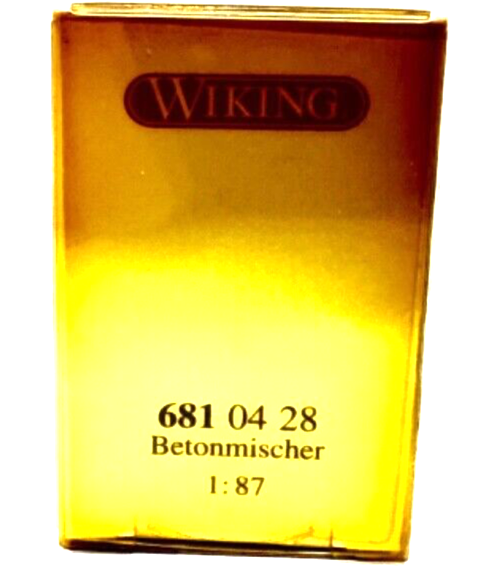 WIKING
681 04 28
Betonmischer
1:87